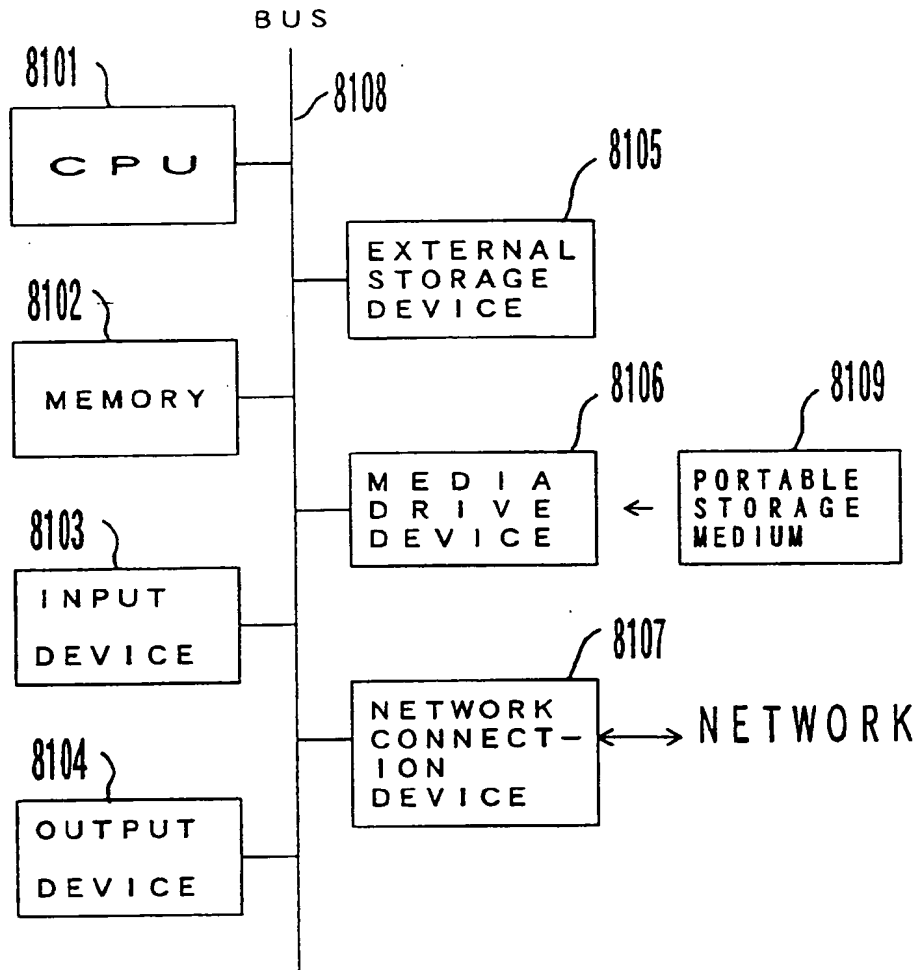 BUS
8101
8108
CPU
8105
EXTERNAL
STORAGE
DEVICE
8102
MEMORY
8106
8109
MEDIA
DRIVE
DEVICE
PORTABLE
STORAGE
MEDIUM
8103
INPUT
DEVICE
8107
NETWORK
CONNECT-
ION
DEVICE
NETWORK
8104
OUTPUT
DEVICE